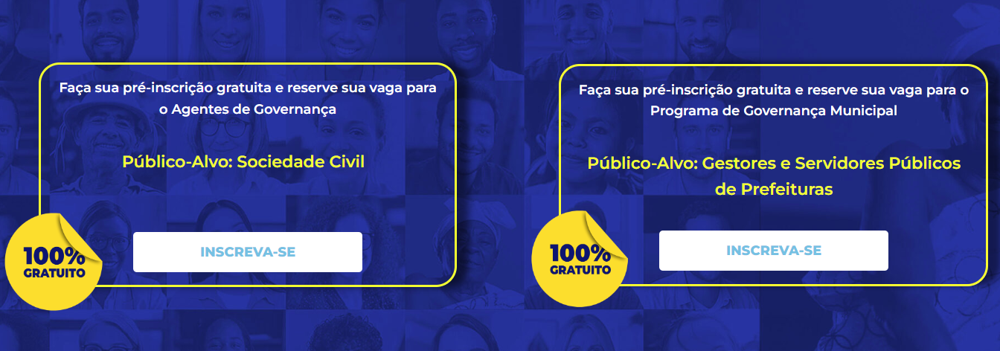 Faça sua pré-inscrição gratuita e reserve sua vaga para
o Agentes de Governança
Público-Alvo: Sociedade Civil
100%
GRATUITO
INSCREVA-SE
Faça sua pré-inscrição gratuita e reserve sua vaga para o
Programa de Governança Municipal
Público-Alvo: Gestores e Servidores Públicos
de Prefeituras
100%
GRATUITO
INSCREVA-SE